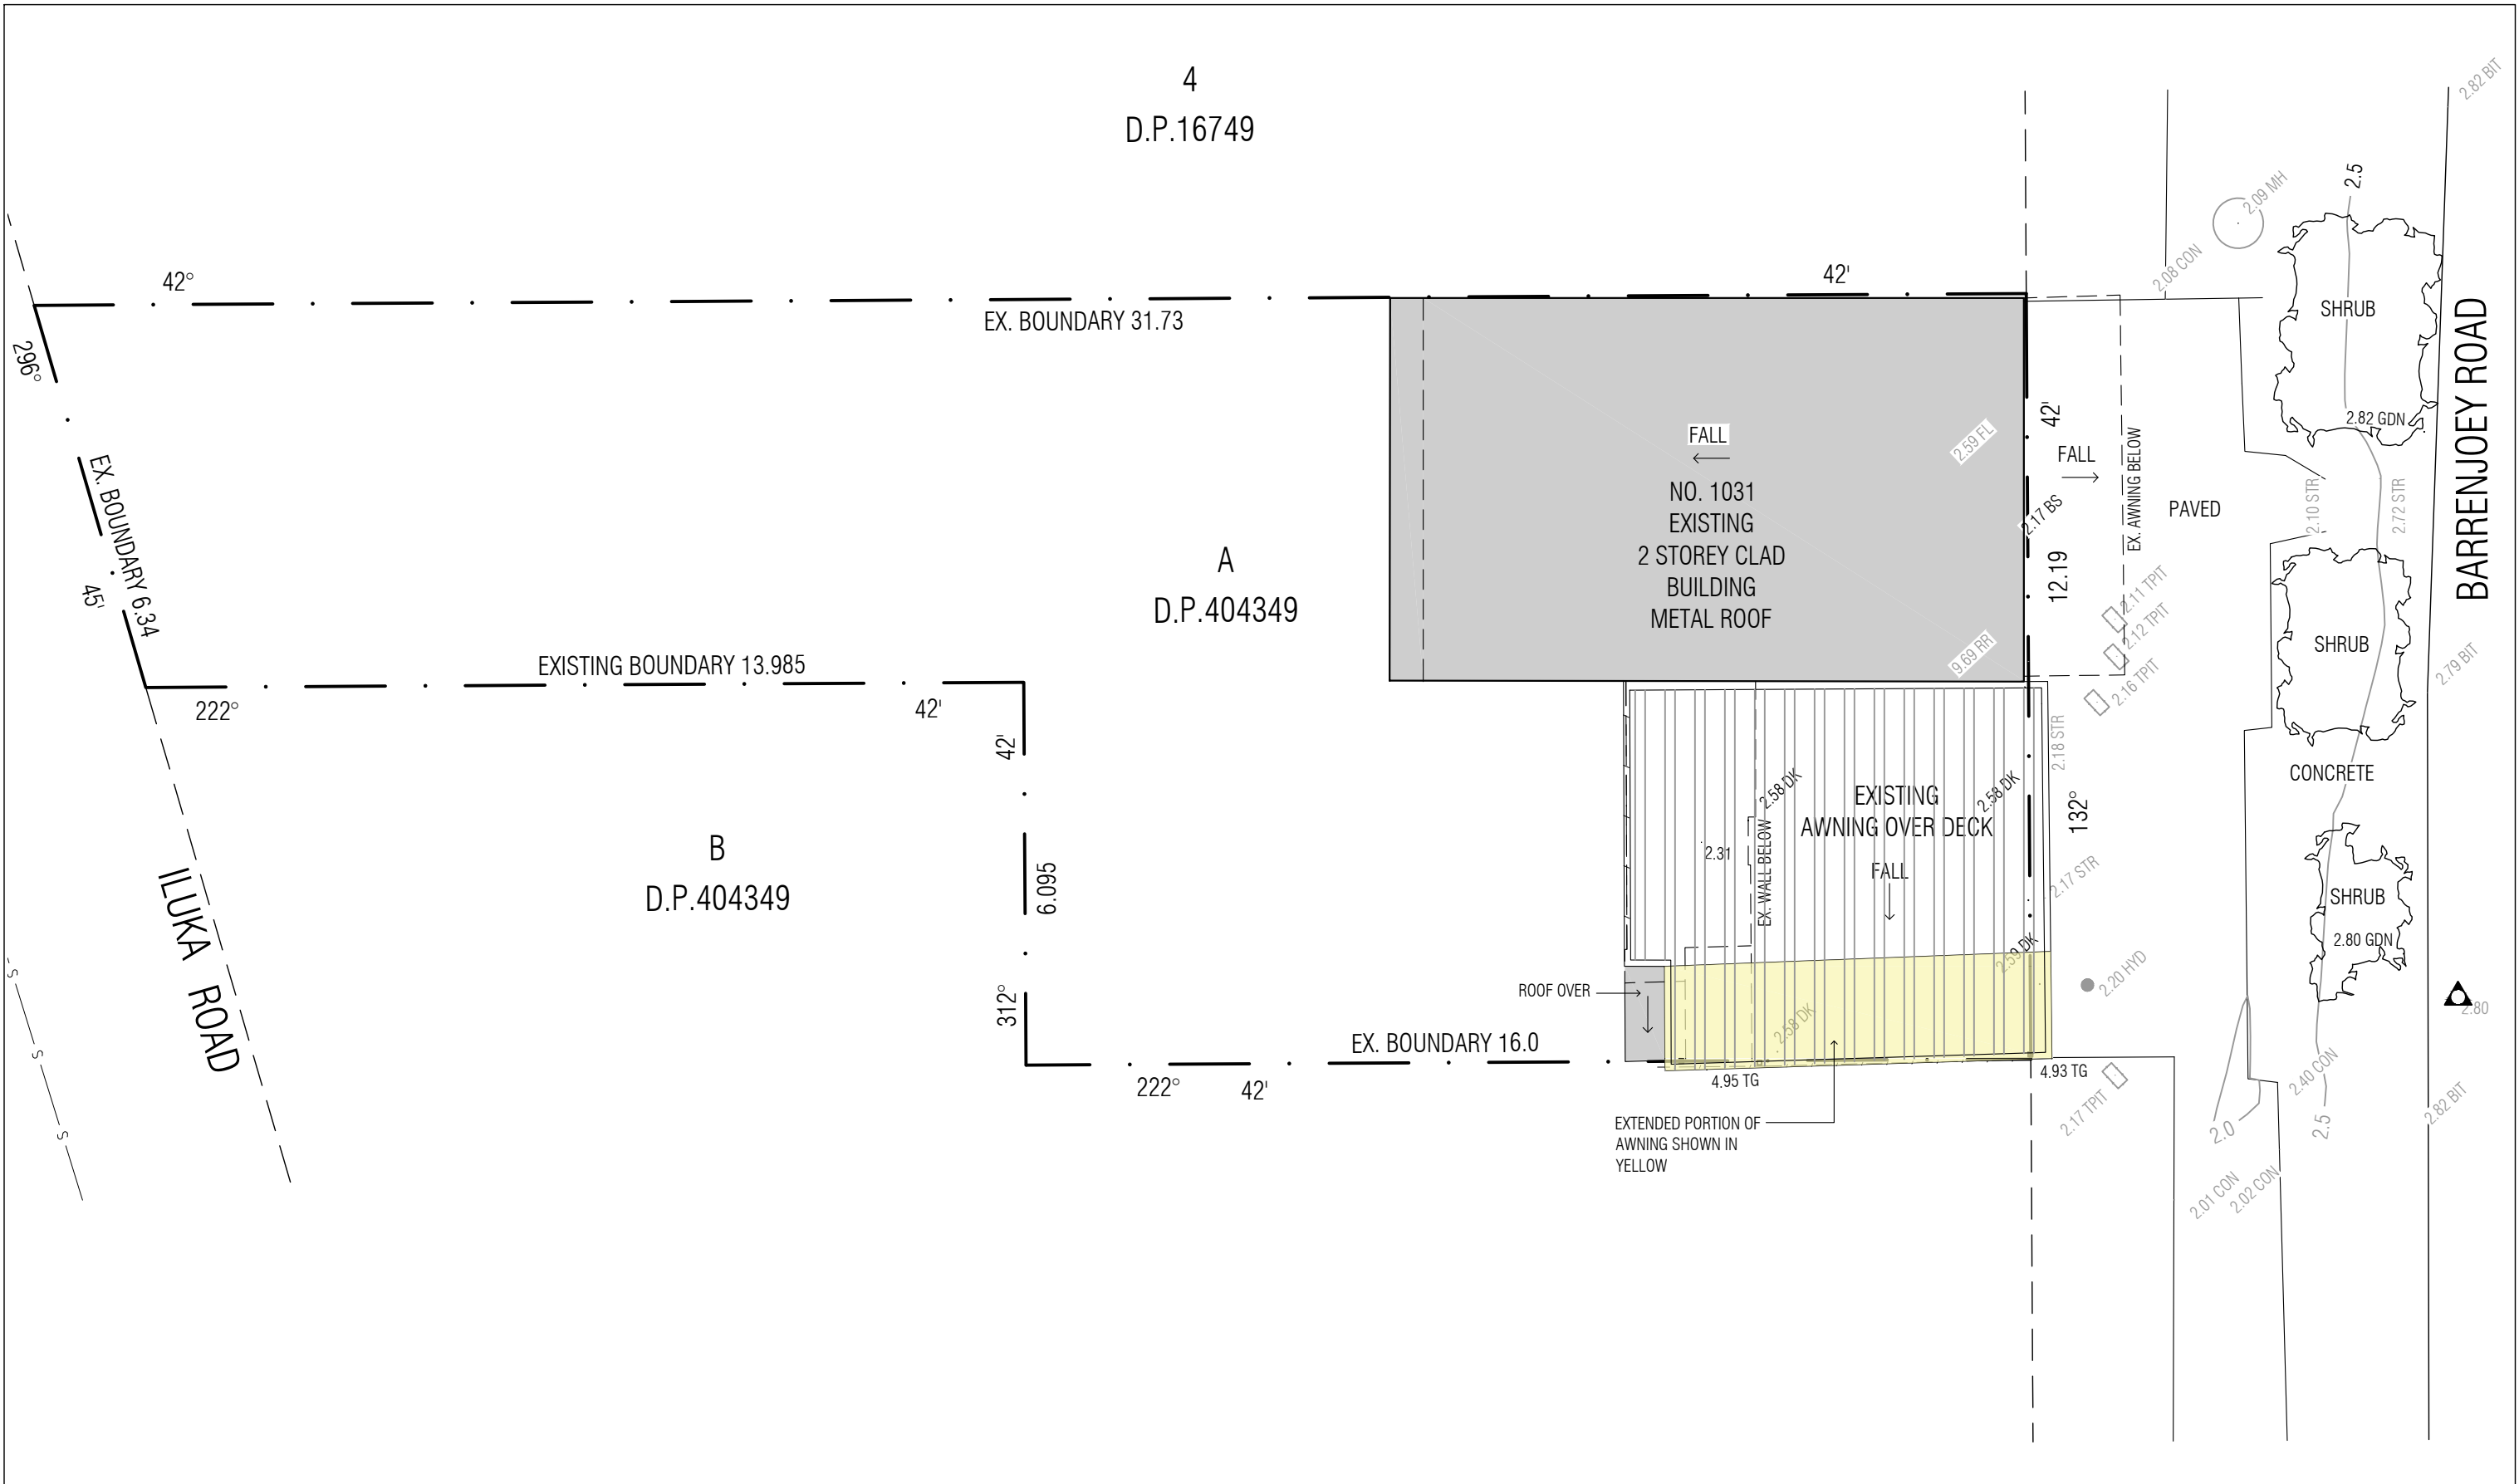 4
D.P.16749
2.82 BIT
2.5
2.09 MH
2.08 CON
42°
42'
EX. BOUNDARY 31.73
SHRUB
2.82 GDN
BARRENJOEY ROAD
296°
EX. BOUNDARY 6.34
45'
FALL
2.59 FL
42'
FALL
NO. 1031
EXISTING
2 STOREY CLAD
BUILDING
METAL ROOF
9.69 RR
2.17 BS
12.19
EX. AWNING BELOW
PAVED
2.10 STR
2.72 STR
A
D.P.404349
2.11 TPIT
2.12 TPIT
2.16 TPIT
SHRUB
2.79 BIT
EXISTING BOUNDARY 13.985
222°
42'
42'
2.18 STR
CONCRETE
2.58 DK
EXISTING
AWNING OVER DECK
2.58 DK
132°
2.31
EX. WALL BELOW
FALL
2.17 STR
B
D.P.404349
6.095
SHRUB
2.80 GDN
ILUKA ROAD
S
S
S
312°
ROOF OVER
2.59 DK
2.58 DK
2.20 HYD
2.80
EX. BOUNDARY 16.0
222°
42'
4.95 TG
4.93 TG
2.17 TPIT
2.40 CON
2.0
2.5
2.82 BIT
EXTENDED PORTION OF
AWNING SHOWN IN
YELLOW
2.01 CON
2.02 CON